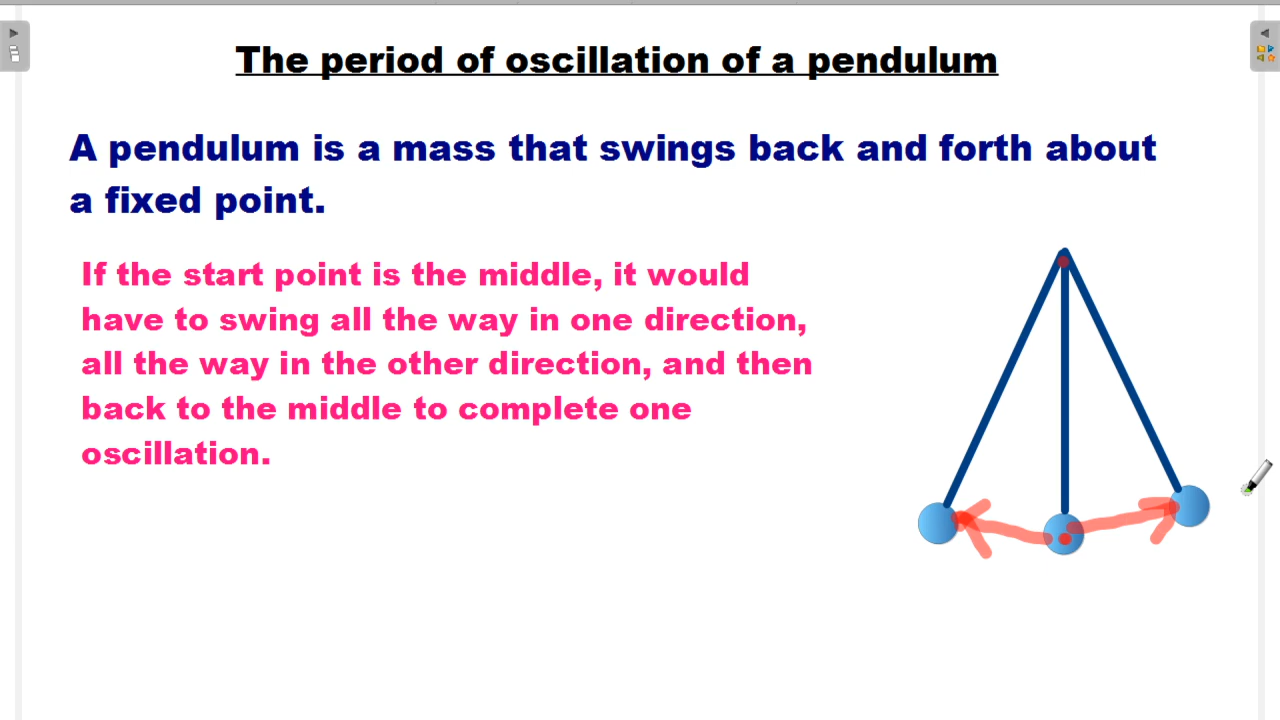 The period of oscillation of a pendulum
A pendulum is a mass that swings back and forth about
a fixed point.
If the start point is the middle, it would
have to swing all the way in one direction,
all the way in the other direction, and then
back to the middle to complete one
oscillation.